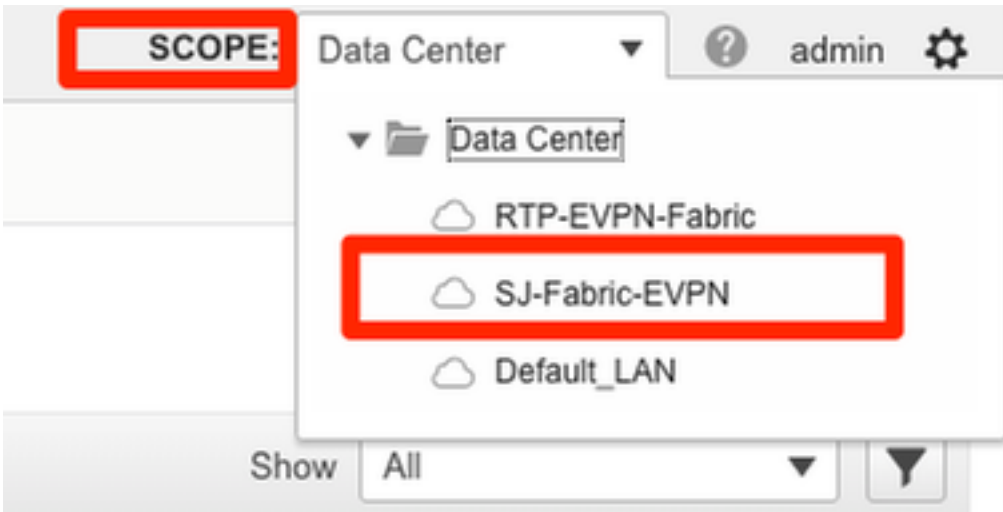 SCOPE: Data Center ? admin
Data Center
RTP-EVPN-Fabric
SJ-Fabric-EVPN
Default_LAN
Show All